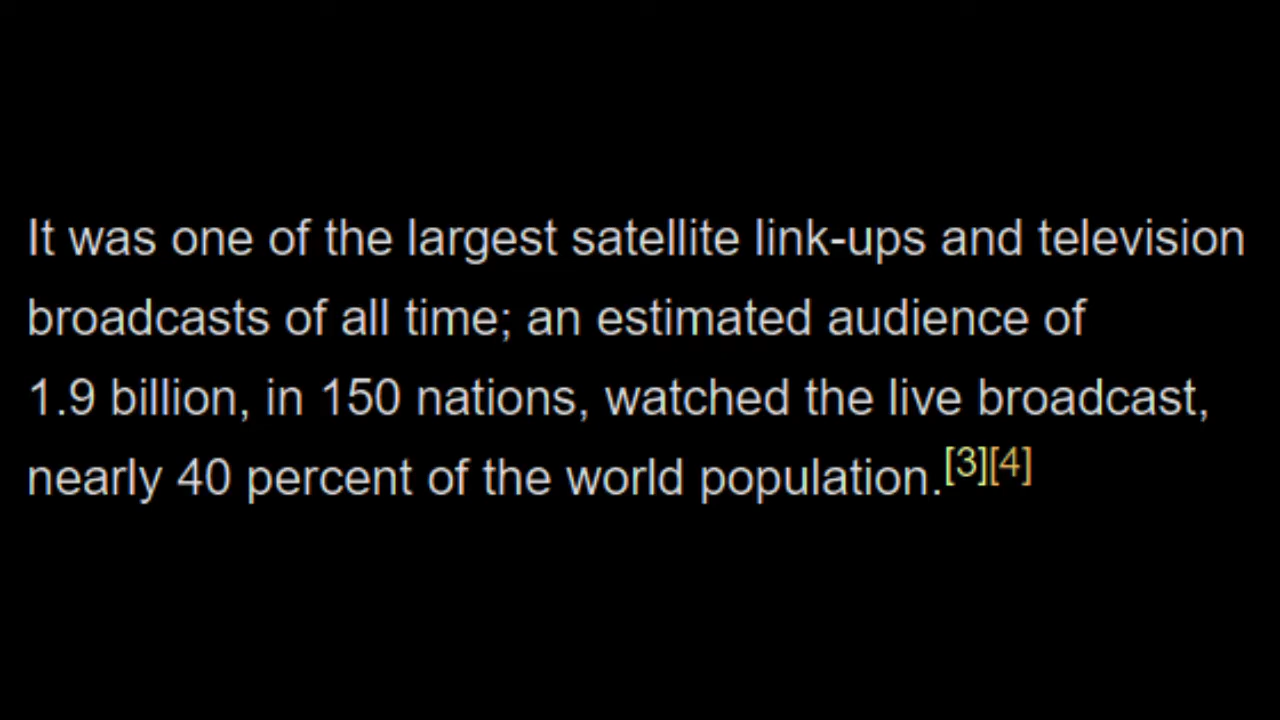 It was one of the largest satellite link-ups and television
broadcasts of all time; an estimated audience of
1.9 billion, in 150 nations, watched the live broadcast,
nearly 40 percent of the world population.[3][4]